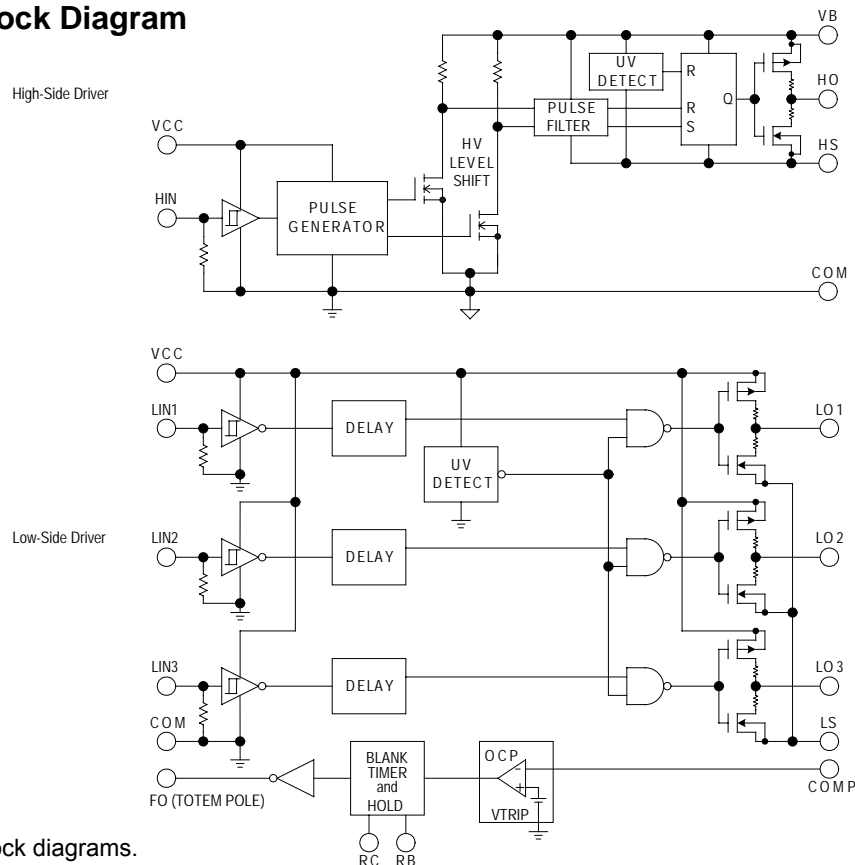 ock Diagram
High-Side Driver
VB
UV
DETECT
R
Q
HO
PULSE
FILTER
R
S
VCC
HV
LEVEL
SHIFT
HS
HIN
PULSE
GENERATOR
COM
VCC
LIN1
DELAY
LO1
UV
DETECT
Low-Side Driver
LIN2
DELAY
LO2
LIN3
DELAY
LO3
COM
LS
BLANK
TIMER
and
HOLD
OCP
-
+
VTRIP
COMP
FO (TOTEM POLE)
RC
RB
ock diagrams.